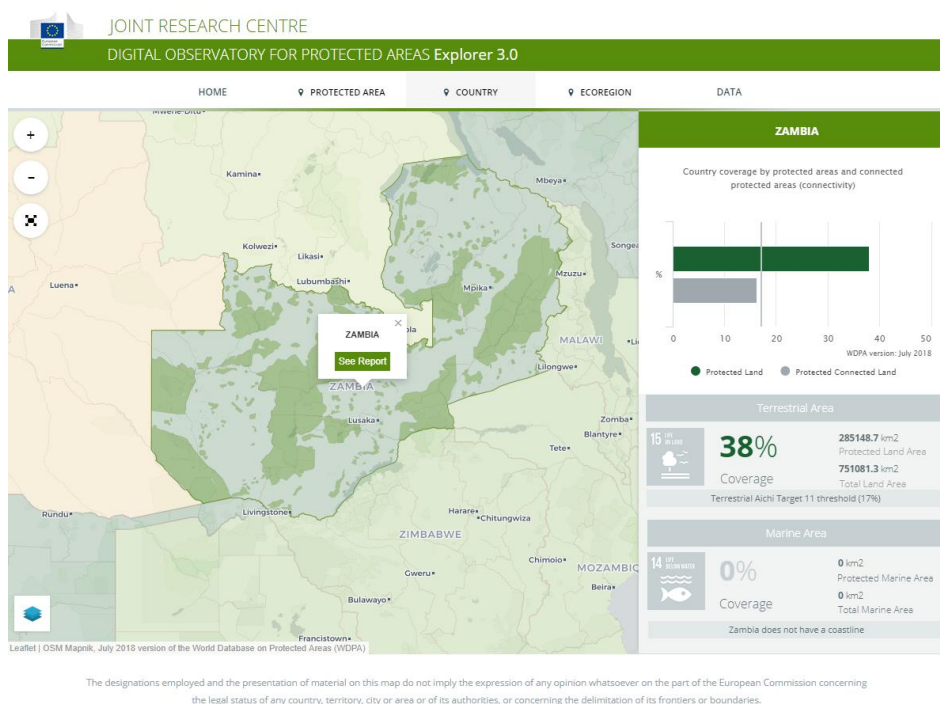 JOINT RESEARCH CENTRE
DIGITAL OBSERVATORY FOR PROTECTED AREAS Explorer 3.0
HOME
PROTECTED AREA
COUNTRY
ECOREGION
DATA
+
-
Kamina
Mbeya
Kolwezi
Likasi
Luena
Lubumbashi
Mpika
Mzuzu
ZAMBIA
×
See Report
MALAWI
Lilongwe
ZAMBIA
Lusaka
Zomba
Blantyre
Tete
Rundu
Livingstone
Harare
Chitungwiza
ZIMBABWE
Chimoio
MOZAMBIQ
Gweru
Beira
Bulawayo
Francistown
Leaflet | OSM Mapnik, July 2018 version of the World Database on Protected Areas (WDPA)
ZAMBIA
Country coverage by protected areas and connected
protected areas (connectivity)
%
0 10 20 30 40 50
WDPA version: July 2018
Protected Land Protected Connected Land
Terrestrial Area
15 LIFE
ON LAND
38%
Coverage
285148.7 km2
Protected Land Area
751081.3 km2
Total Land Area
Terrestrial Aichi Target 11 threshold (17%)
Marine Area
14 LIFE
BELOW WATER
0%
Coverage
0 km2
Protected Marine Area
0 km2
Total Marine Area
Zambia does not have a coastline
The designations employed and the presentation of material on this map do not imply the expression of any opinion whatsoever on the part of the European Commission concerning
the legal status of any country, territory, city or area or of its authorities, or concerning the delimitation of its frontiers or boundaries.